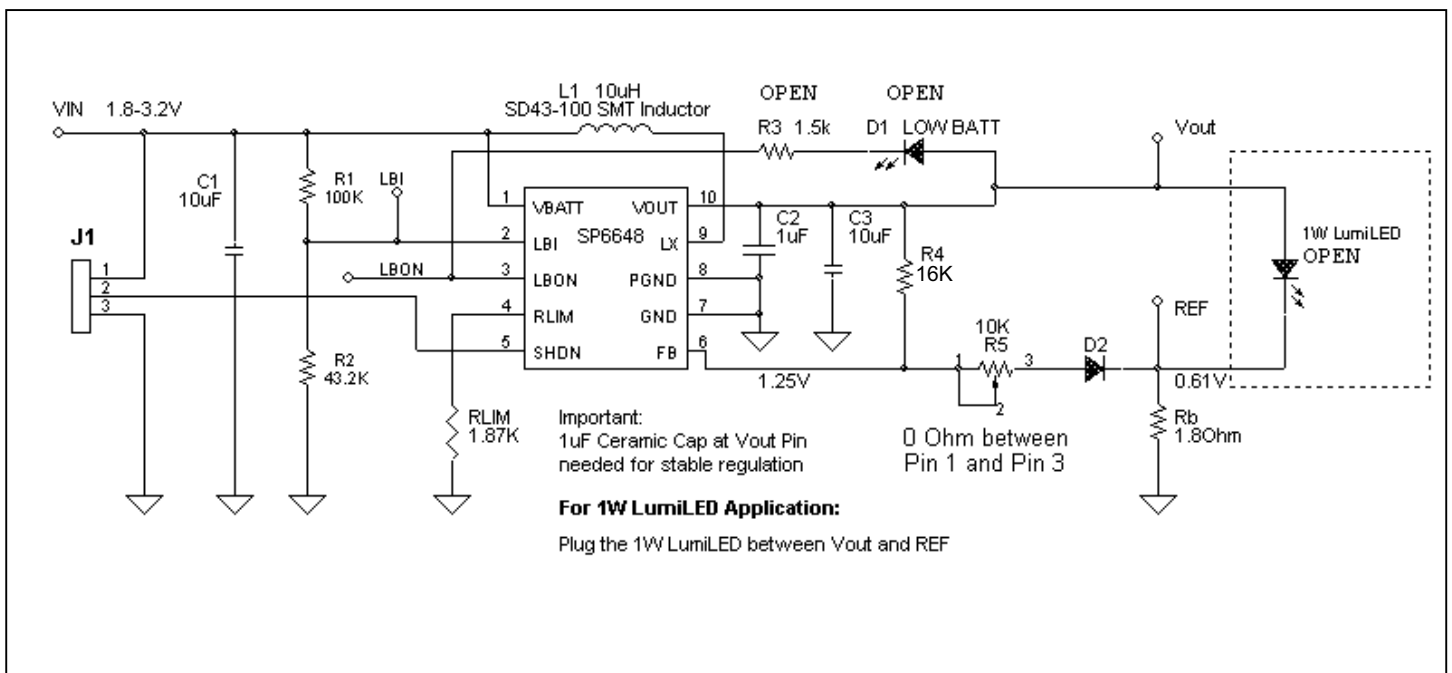 VIN 1.8-3.2V
L1 10uH
SD43-100 SMT Inductor
OPEN
OPEN
R3 1.5k
D1 LOW BATT
Vout
C1
10uF
R1
100K
LBI
1
VBATT
VOUT
10
2
LBI
SP6648
LX
9
3
LBON
PGND
8
4
RLIM
GND
7
5
SHDN
FB
6
LBON
C2
1uF
C3
10uF
R4
16K
1W LumiLED
OPEN
J1
1
2
3
R2
43.2K
RLIM
1.87K
1.25V
10K
R5
1
3
2
D2
REF
0.61V
Rb
1.8Ohm
0 Ohm between
Pin 1 and Pin 3
Important:
1uF Ceramic Cap at Vout Pin
needed for stable regulation
For 1W LumiLED Application:
Plug the 1W LumiLED between Vout and REF